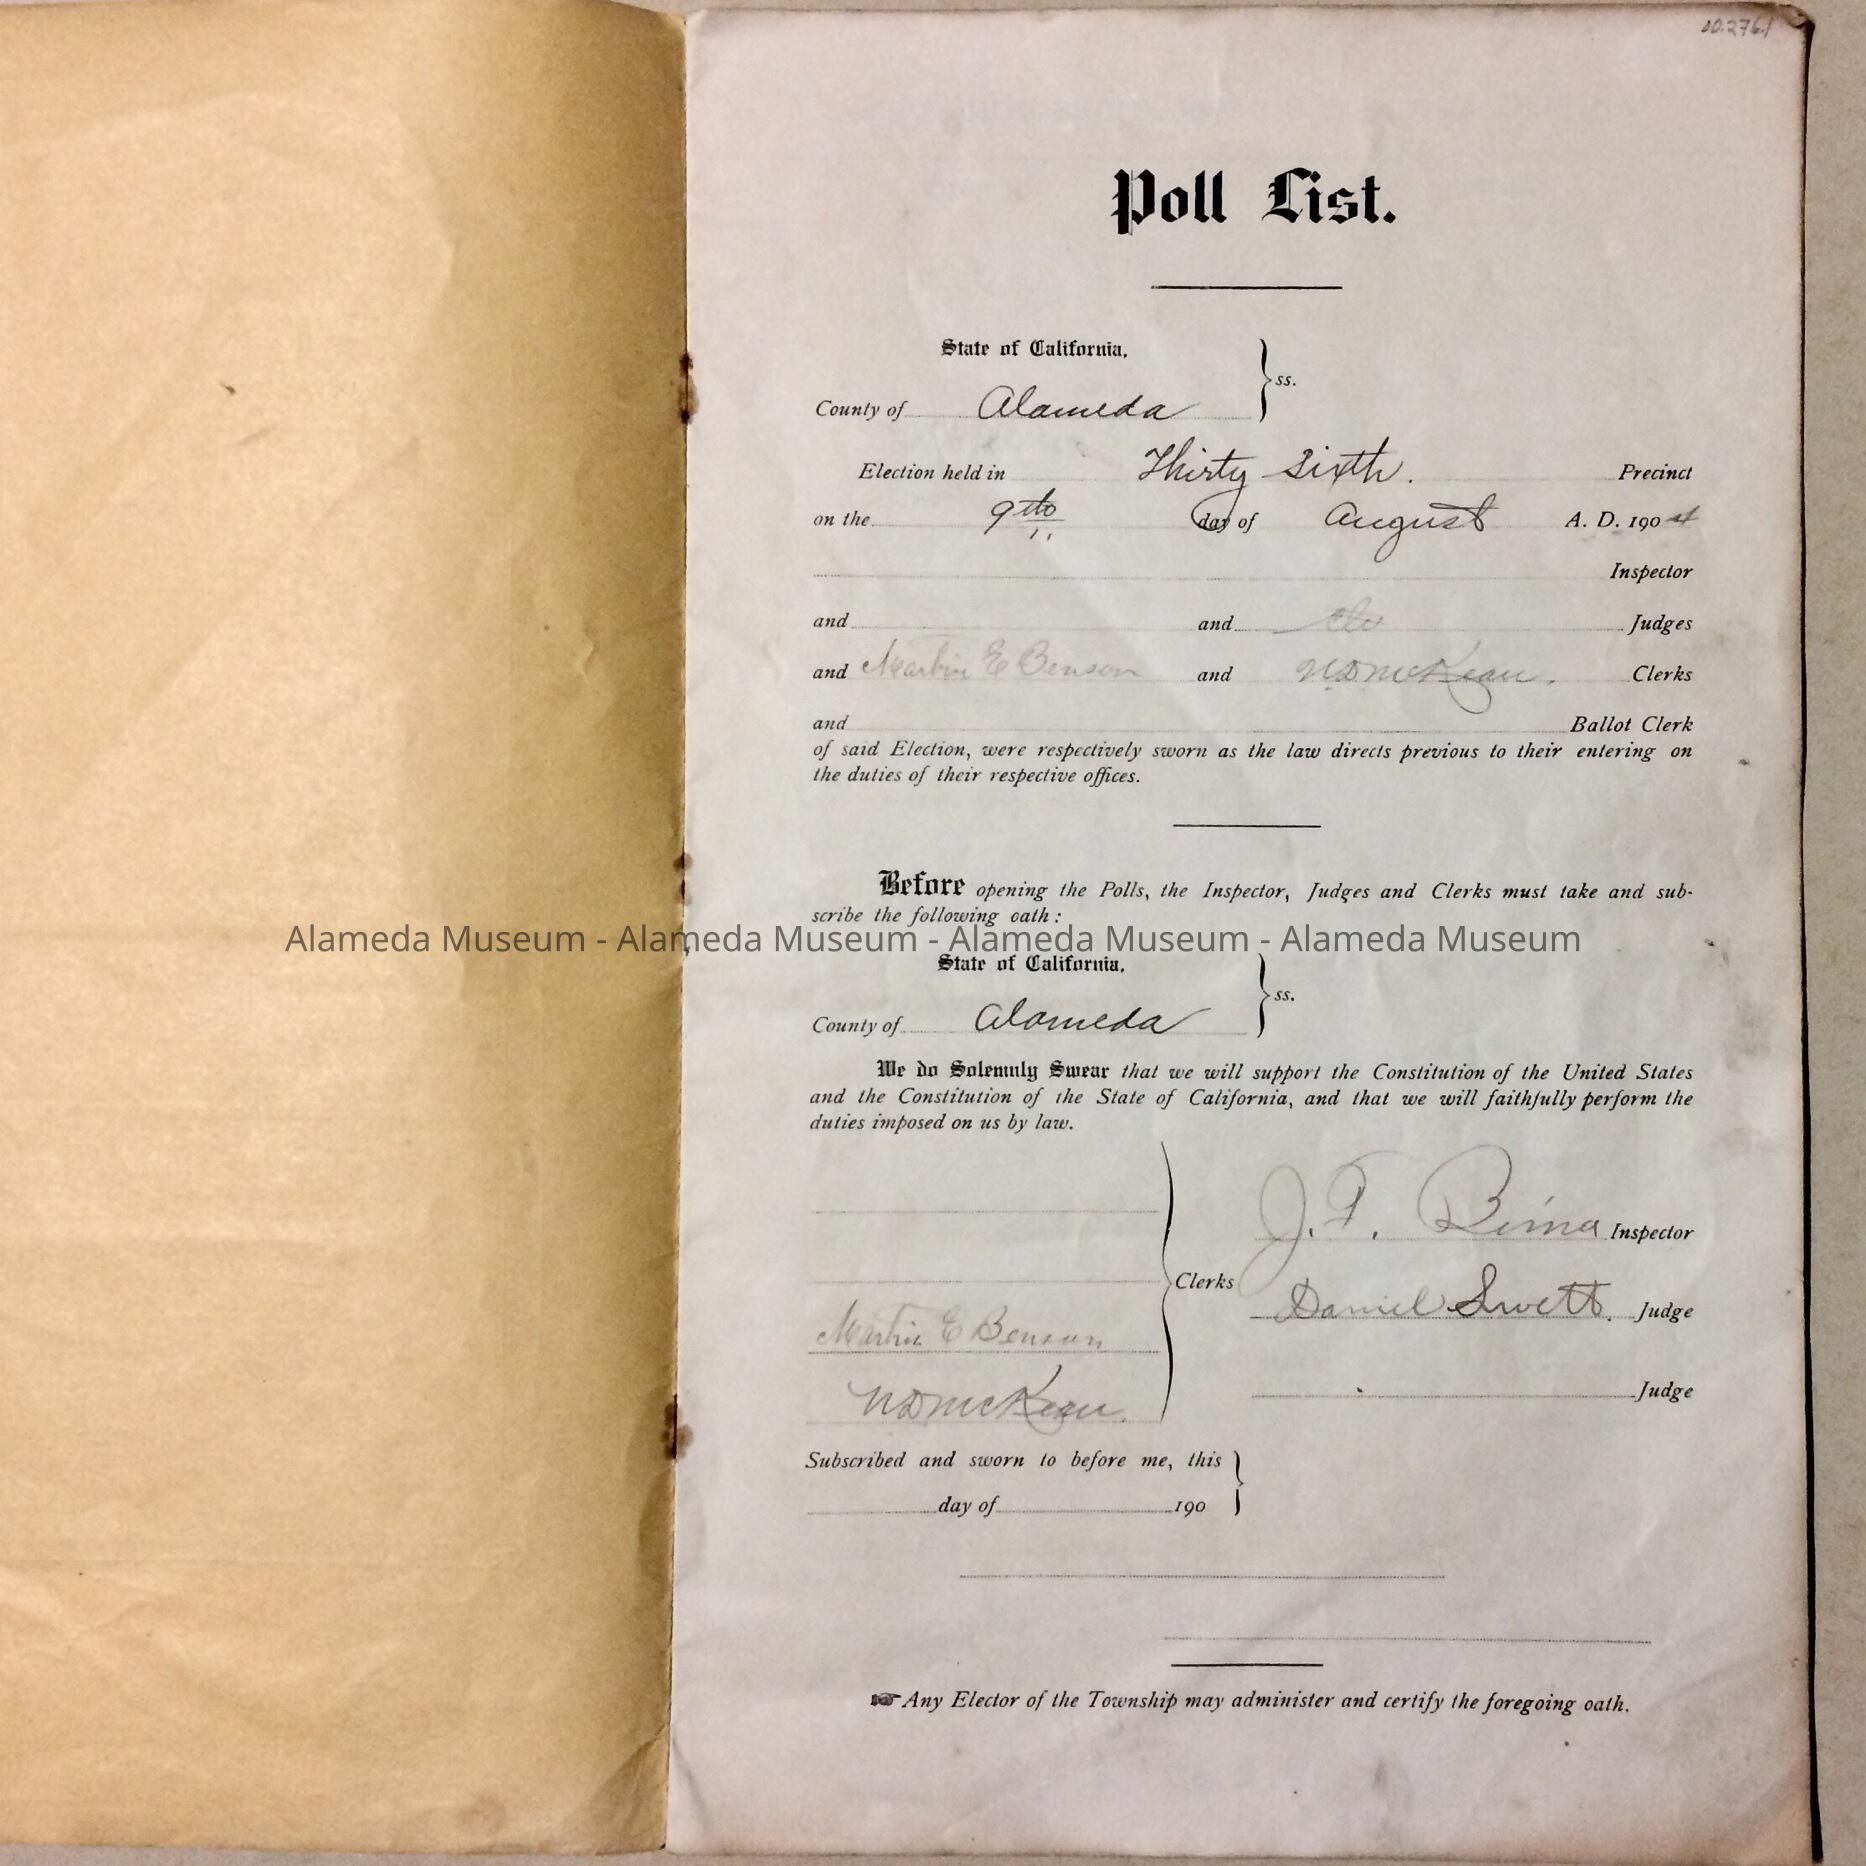 00.276.1
Poll List.
State of California,
County of Alameda
} ss.
Election held in Thirty Sixth. Precinct
on the 9th day of August A. D. 1904
Inspector
and and Judges
and Martin E Benson and N D McKean. Clerks
and Ballot Clerk
of said Election, were respectively sworn as the law directs previous to their entering on
the duties of their respective offices.
Before opening the Polls, the Inspector, Judges and Clerks must take and sub-
scribe the following oath:
Alameda Museum - Alameda Museum - Alameda Museum - Alameda Museum
State of California,
County of Alameda
} ss.
We do Solemnly Swear that we will support the Constitution of the United States
and the Constitution of the State of California, and that we will faithfully perform the
duties imposed on us by law.
J. F. Inspector
Clerks
Daniel Swett. Judge
Martin E Benson
Judge
N D McKean.
Subscribed and sworn to before me, this
day of 190
Any Elector of the Township may administer and certify the foregoing oath.